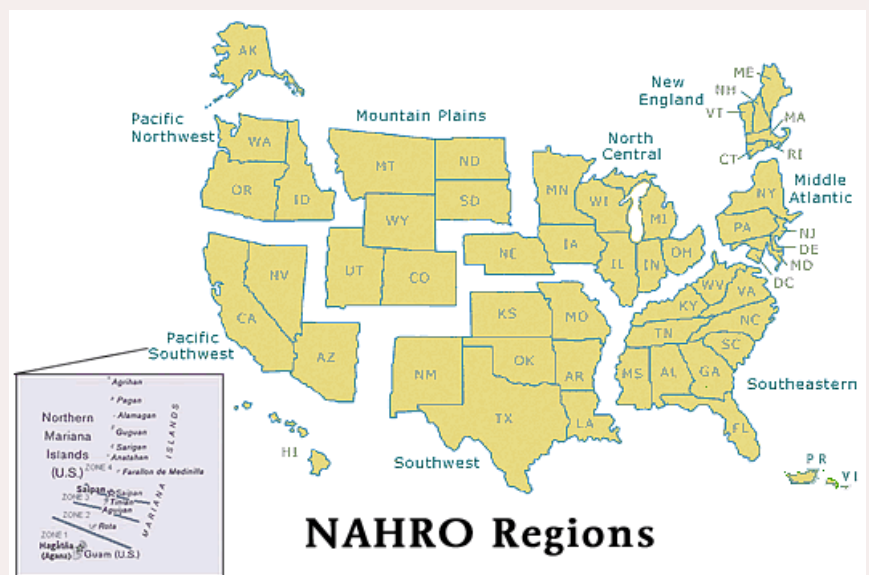 AK
Pacific
Northwest
WA
OR
ID
Mountain Plains
MT
ND
SD
WY
UT
CO
North
Central
MN
WI
MI
NE
IA
IL
IN
OH
New
England
ME
NH
VT
MA
CT
RI
Middle
Atlantic
NY
PA
NJ
DE
MD
DC
Pacific
Southwest
CA
NV
AZ
HI
Southwest
KS
MO
NM
OK
AR
TX
LA
Southeastern
WV
VA
KY
NC
TN
SC
MS
AL
GA
FL
PR
VI
Agrihan
Pagan
Alamagan
Guguan
Sarigen
Anatahan
Farallon de Medinilla
Northern
Mariana
Islands
(U.S.)
MARIANA ISLANDS
ZONE 4
Saipan
Saipan
Tinian
Aguijan
ZONE 3
ZONE 2
Rota
ZONE 1
Hagåtña
(Agana)
Guam (U.S.)
NAHRO Regions